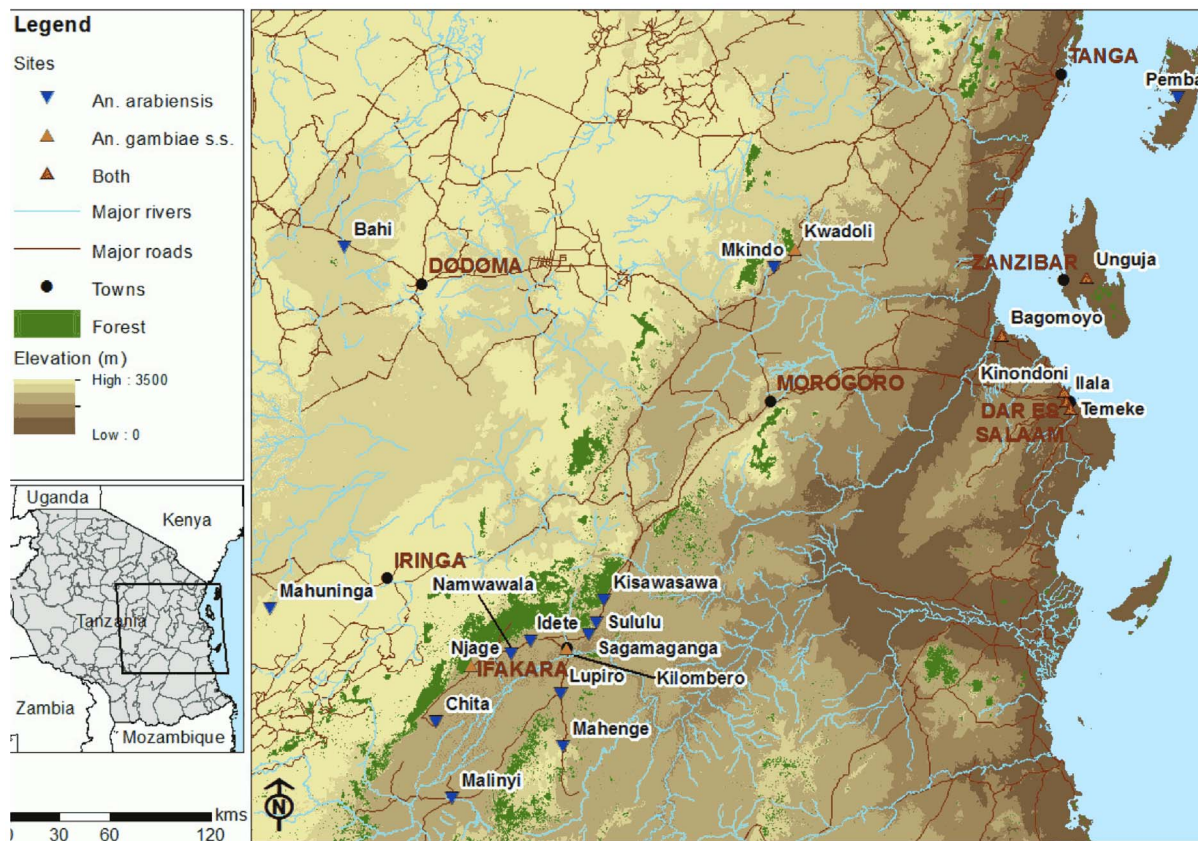 Legend
Sites
An. arabiensis
An. gambiae s.s.
Both
Major rivers
Major roads
Towns
Forest
Elevation (m)
High : 3500
Low : 0
Uganda
Kenya
Tanzania
Zambia
Mozambique
0 30 60 120 kms
N
TANGA
Pemba
Bahi
Kwadoli
Mkindo
DODOMA
ZANZIBAR
Unguja
Bagomoyo
Kinondoni
Ilala
MOROGORO
DAR ES
SALAAM
Temeke
IRINGA
Mahuninga
Namwawala
Kisawasawa
Idete
Sululu
Njage
Sagamaganga
IFAKARA
Lupiro
Kilombero
Chita
Mahenge
Malinyi